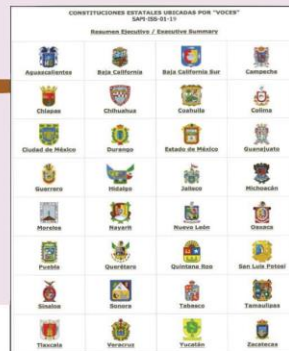 CONSTITUCIONES ESTATALES UBICADAS POR "VOCES"
SAPI-ISS-01-19
Resumen Ejecutivo / Executive Summary
Aguascalientes Baja California Baja California Sur Campeche
Chiapas Chihuahua Coahuila Colima
Ciudad de México Durango Estado de México Guanajuato
Guerrero Hidalgo Jalisco Michoacán
Morelos Nayarit Nuevo León Oaxaca
Puebla Querétaro Quintana Roo San Luis Potosí
Sinaloa Sonora Tabasco Tamaulipas
Tlaxcala Veracruz Yucatán Zacatecas